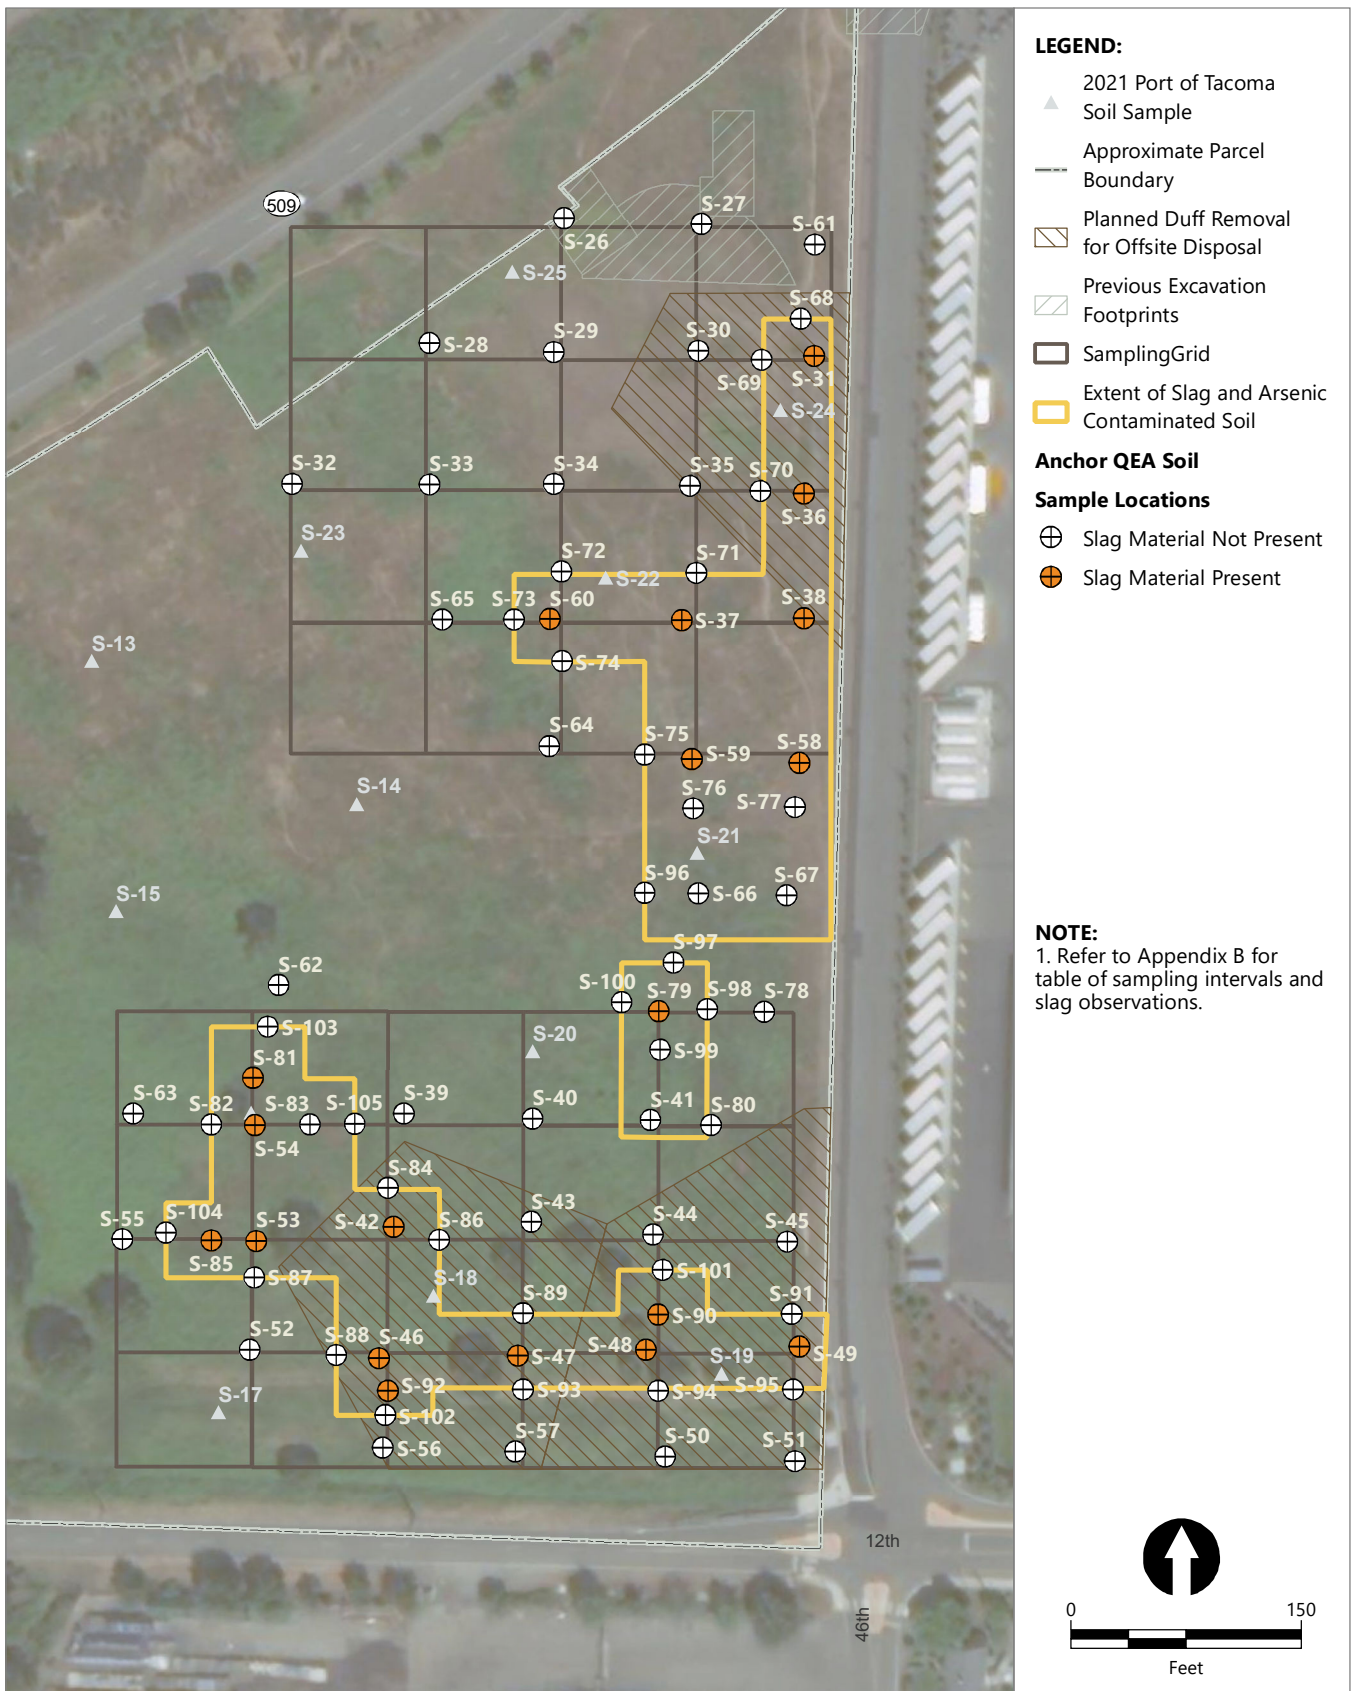 LEGEND:
2021 Port of Tacoma
Soil Sample
Approximate Parcel
Boundary
Planned Duff Removal
for Offsite Disposal
Previous Excavation
Footprints
SamplingGrid
Extent of Slag and Arsenic
Contaminated Soil
Anchor QEA Soil
Sample Locations
Slag Material Not Present
Slag Material Present
NOTE:
1. Refer to Appendix B for
table of sampling intervals and
slag observations.
0 150
Feet
509
S-27
S-61
S-26
S-25
S-68
S-28
S-29
S-30
S-69
S-31
S-24
S-32
S-33
S-34
S-35
S-70
S-36
S-23
S-72
S-71
S-22
S-65
S-73
S-60
S-37
S-38
S-13
S-74
S-64
S-75
S-59
S-58
S-14
S-76
S-77
S-21
S-15
S-96
S-66
S-67
S-62
S-97
S-100
S-79
S-98
S-78
S-103
S-20
S-99
S-81
S-63
S-82
S-83
S-105
S-39
S-40
S-41
S-80
S-54
S-84
S-55
S-104
S-53
S-42
S-86
S-43
S-44
S-45
S-85
S-87
S-18
S-101
S-89
S-90
S-91
S-52
S-88
S-46
S-47
S-48
S-19
S-49
S-17
S-92
S-93
S-94
S-95
S-102
S-56
S-57
S-50
S-51
12th
46th